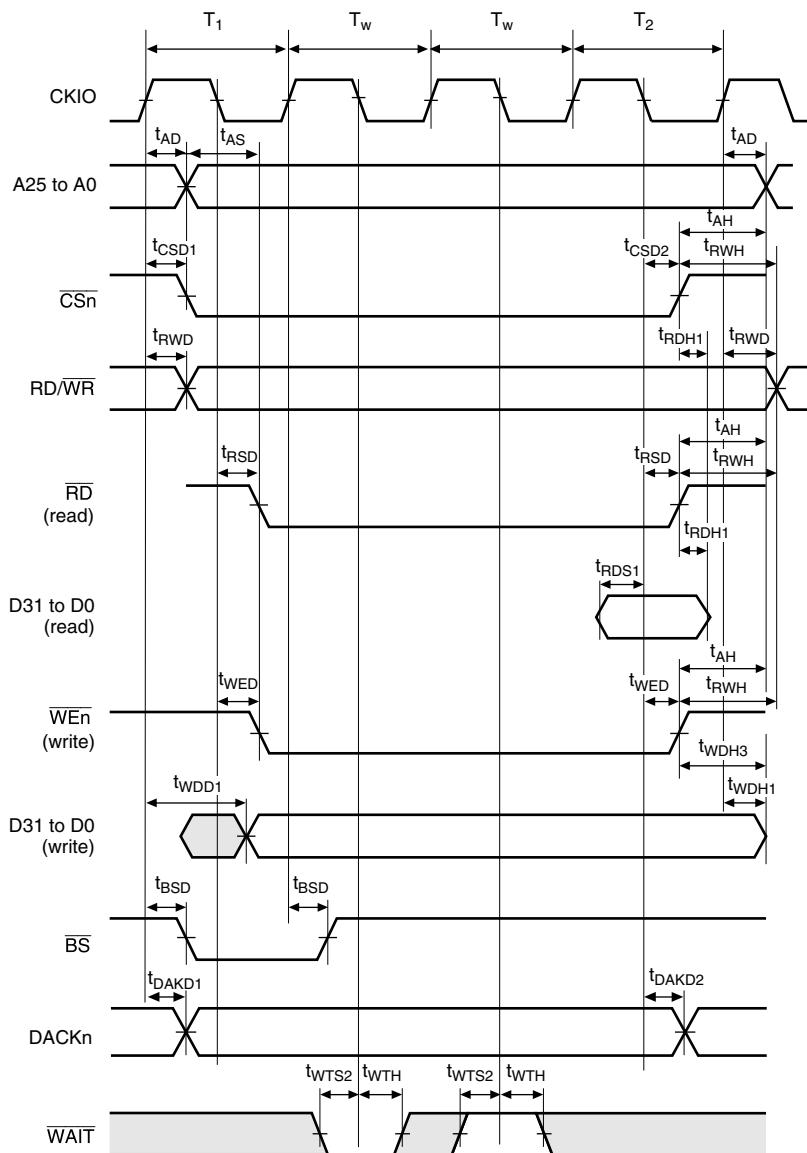 T1 Tw Tw T2
CKIO
tAD tAS tAD
A25 to A0
tAH
tCSD1 tCSD2 tRWH
CSn
tRWD tRDH1 tRWD
RD/WR
tAH
tRSD tRSD tRWH
RD
(read)
tRDH1
tRDS1
D31 to D0
(read)
tAH
tWED tWED tRWH
WEn
(write)
tWDH3
tWDD1 tWDH1
D31 to D0
(write)
tBSD tBSD
BS
tDAKD1 tDAKD2
DACKn
tWTS2 tWTH tWTS2 tWTH
WAIT